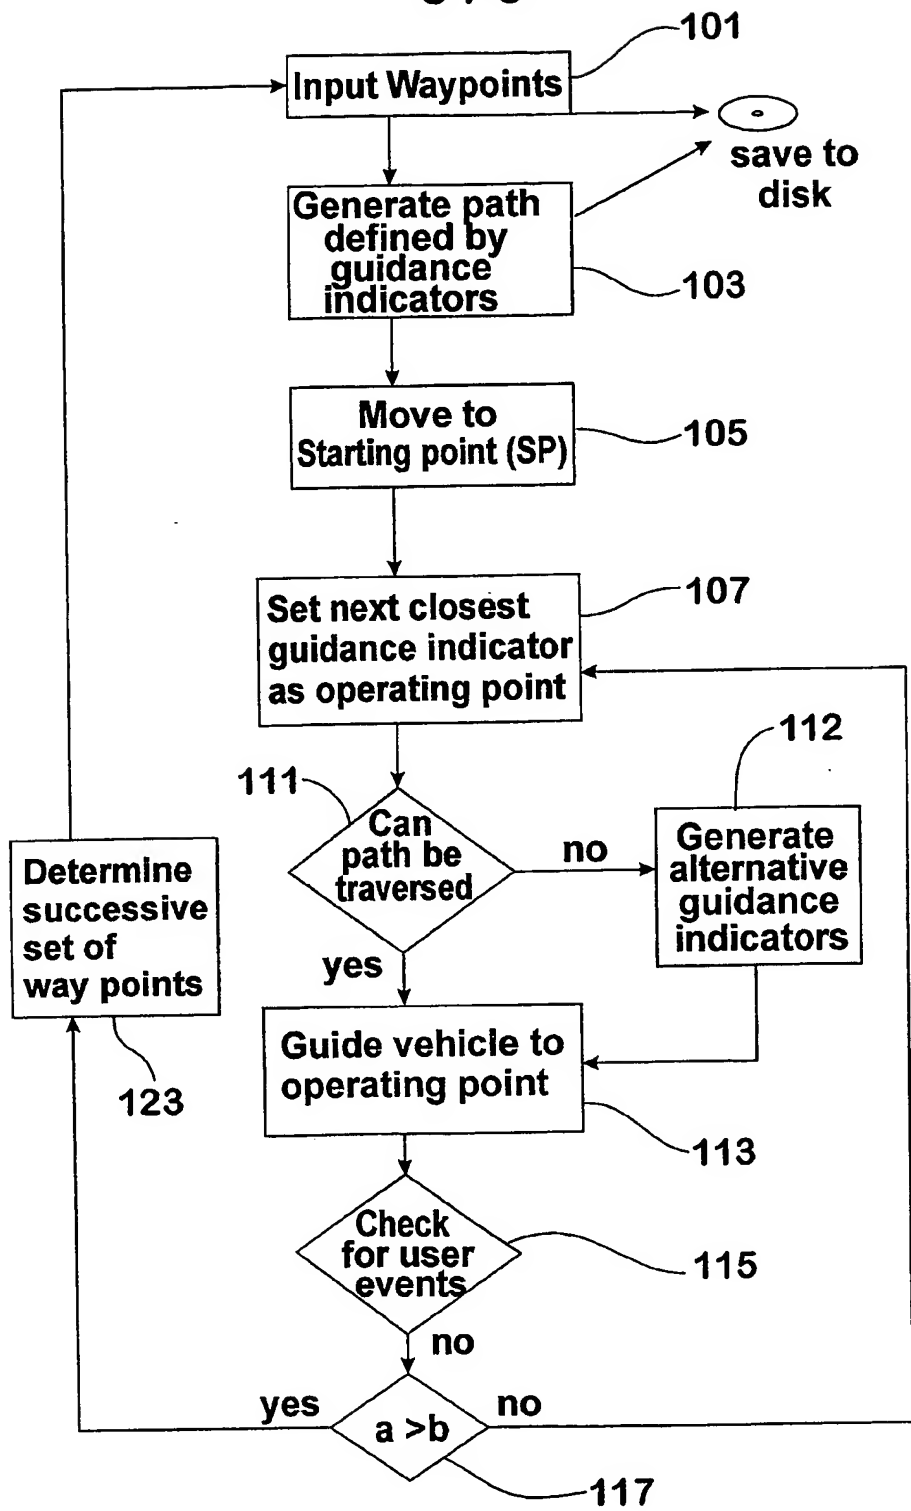 101
Input Waypoints
save to
disk
Generate path
defined by
guidance
indicators
103
Move to
Starting point (SP)
105
107
Set next closest
guidance indicator
as operating point
112
111
Can
path be
traversed
no
Generate
alternative
guidance
indicators
Determine
successive
set of
way points
yes
Guide vehicle to
operating point
123
113
Check
for user
events
115
no
yes
no
a >b
117